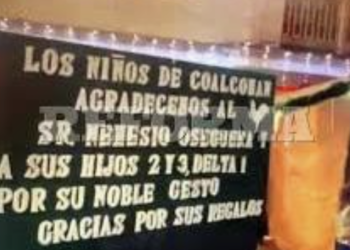 LOS NIÑOS DE COALCOMAN
AGRADECEMOS AL
SR. NEMESIO OSEGUERA Y
A SUS HIJOS 2 Y 3, DELTA 1
POR SU NOBLE GESTO
GRACIAS POR SUS REGALOS
REFORMA